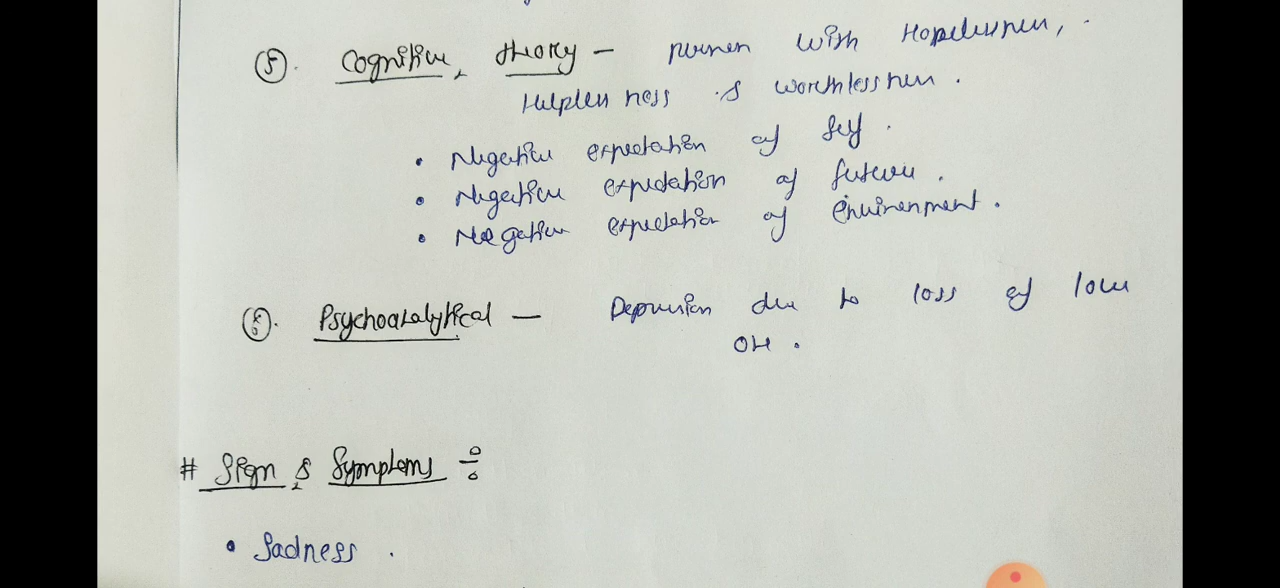 (5). Cognitive theory – person with Hopelessness,
Helplessness & worthlessness.
• Negative expectation of self.
• Negative expectation of future.
• Negative expectation of environment.
(6). Psychoanalytical – Depression due to loss of love
# Sign & Symptoms ÷
• Sadness.